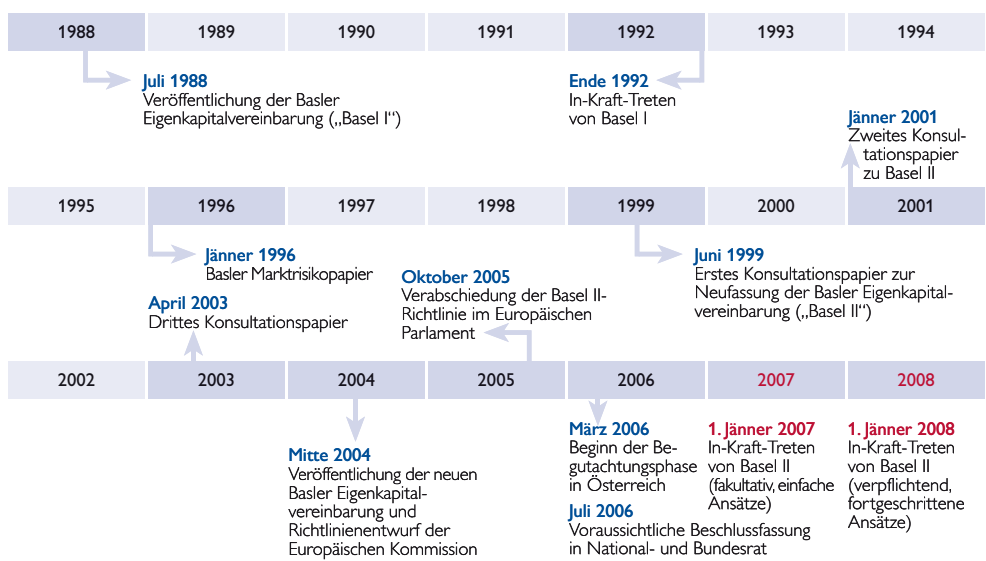 1988 1989 1990 1991 1992 1993 1994
Juli 1988
Veröffentlichung der Basler
Eigenkapitalvereinbarung („Basel I“)
Ende 1992
In-Kraft-Treten
von Basel I
Jänner 2001
Zweites Konsul-
tationspapier
zu Basel II
1995 1996 1997 1998 1999 2000 2001
Jänner 1996
Basler Marktrisikopapier
Juni 1999
Erstes Konsultationspapier zur
Neufassung der Basler Eigenkapital-
vereinbarung („Basel II“)
April 2003
Drittes Konsultationspapier
Oktober 2005
Verabschiedung der Basel II-
Richtlinie im Europäischen
Parlament
2002 2003 2004 2005 2006 2007 2008
Mitte 2004
Veröffentlichung der neuen
Basler Eigenkapital-
vereinbarung und
Richtlinienentwurf der
Europäischen Kommission
März 2006
Beginn der Be-
gutachtungsphase
in Österreich
Juli 2006
Voraussichtliche Beschlussfassung
in National- und Bundesrat
1. Jänner 2007
In-Kraft-Treten
von Basel II
(fakultativ, einfache
Ansätze)
1. Jänner 2008
In-Kraft-Treten
von Basel II
(verpflichtend,
fortgeschrittene
Ansätze)